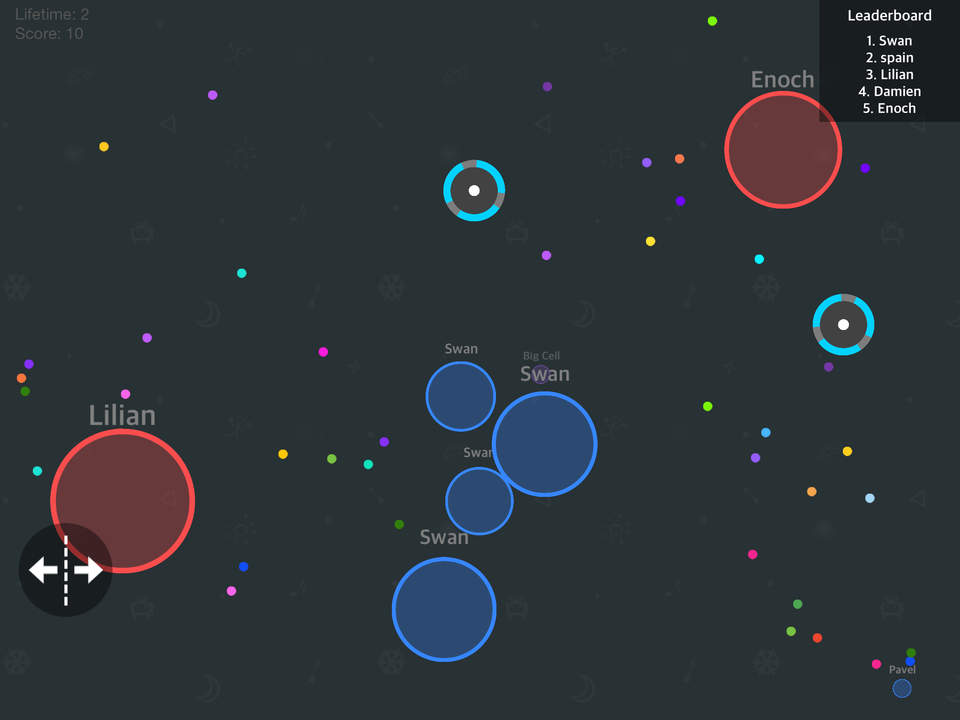 Lifetime: 2
Score: 10
Leaderboard
1. Swan
2. spain
3. Lilian
4. Damien
5. Enoch
Enoch
Swan
Big Cell
Swan
Lilian
Swan
Swan
Pavel